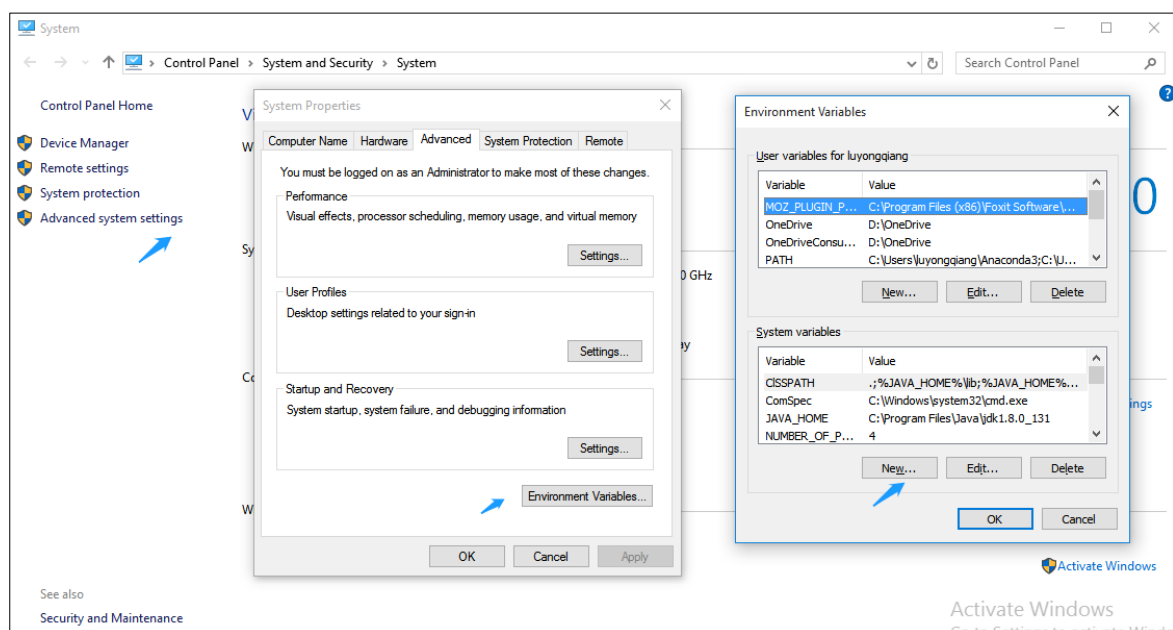 System
Control Panel > System and Security > System
Search Control Panel
Control Panel Home
Device Manager
Remote settings
System protection
Advanced system settings
See also
Security and Maintenance
System Properties
Computer Name Hardware Advanced System Protection Remote
You must be logged on as an Administrator to make most of these changes.
Performance
Visual effects, processor scheduling, memory usage, and virtual memory
Settings...
User Profiles
Desktop settings related to your sign-in
Settings...
Startup and Recovery
System startup, system failure, and debugging information
Settings...
Environment Variables...
OK Cancel Apply
0 GHz
Environment Variables
User variables for luyongqiang
Variable Value
MOZ_PLUGIN_P... C:\Program Files (x86)\Foxit Software\...
OneDrive D:\OneDrive
OneDriveConsu... D:\OneDrive
PATH C:\Users\luyongqiang\Anaconda3;C:\U...
New... Edit... Delete
System variables
Variable Value
ClSSPATH .;%JAVA_HOME%\lib;%JAVA_HOME%...
ComSpec C:\Windows\system32\cmd.exe
JAVA_HOME C:\Program Files\Java\jdk1.8.0_131
NUMBER_OF_P... 4
New... Edit... Delete
OK Cancel
Activate Windows
Activate Windows